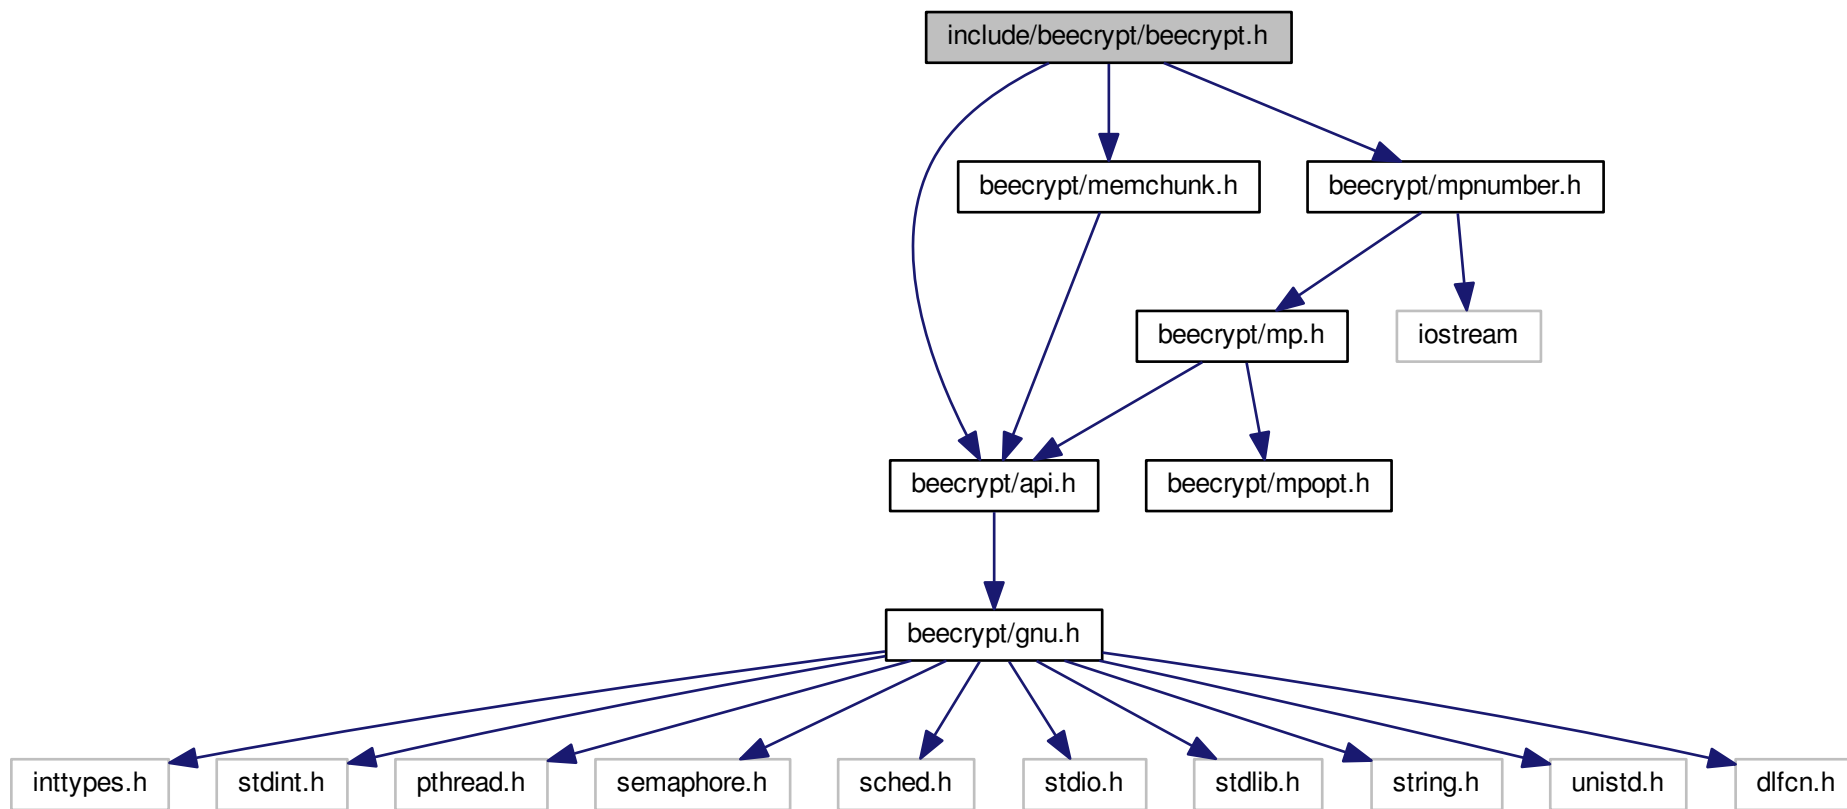 include/beecrypt/beecrypt.h
beecrypt/memchunk.h
beecrypt/mpnumber.h
beecrypt/mp.h
iostream
beecrypt/api.h
beecrypt/mpopt.h
beecrypt/gnu.h
inttypes.h
stdint.h
pthread.h
semaphore.h
sched.h
stdio.h
stdlib.h
string.h
unistd.h
dlfcn.h